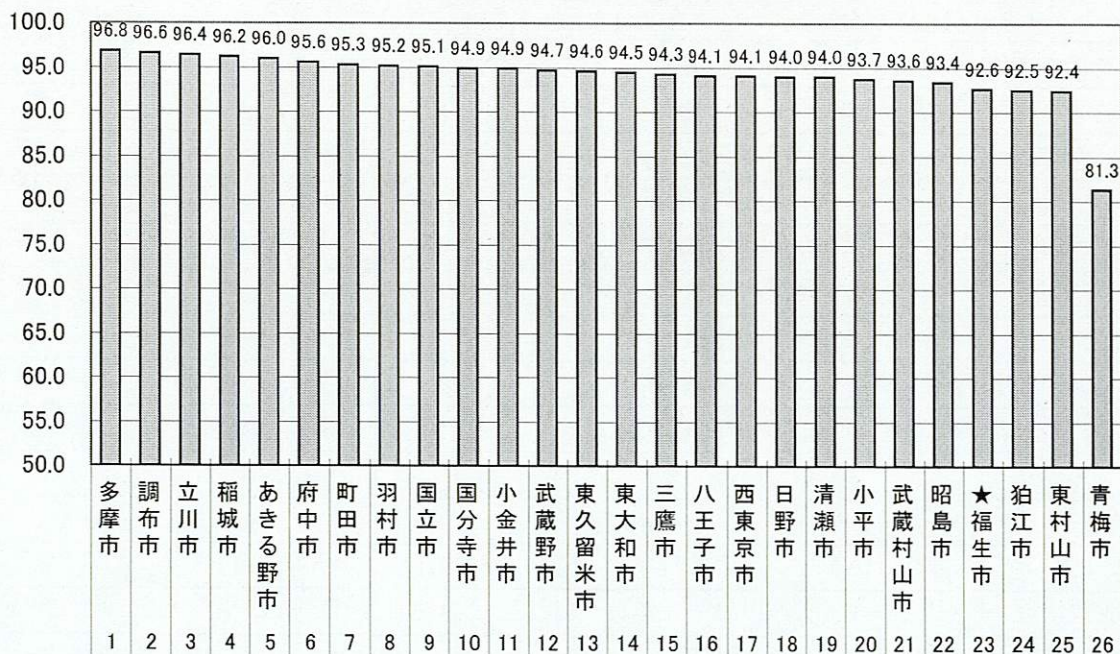 100.0
95.0
90.0
85.0
80.0
75.0
70.0
65.0
60.0
55.0
50.0
96.8 96.6 96.4 96.2 96.0 95.6 95.3 95.2 95.1 94.9 94.9 94.7 94.6 94.5 94.3 94.1 94.1 94.0 94.0 93.7 93.6 93.4 92.6 92.5 92.4 81.3
多摩市
調布市
立川市
稲城市
あきる野市
府中市
町田市
羽村市
国立市
国分寺市
小金井市
武蔵野市
東久留米市
東大和市
三鷹市
八王子市
西東京市
日野市
清瀬市
小平市
武蔵村山市
昭島市
★福生市
狛江市
東村山市
青梅市
1 2 3 4 5 6 7 8 9 10 11 12 13 14 15 16 17 18 19 20 21 22 23 24 25 26